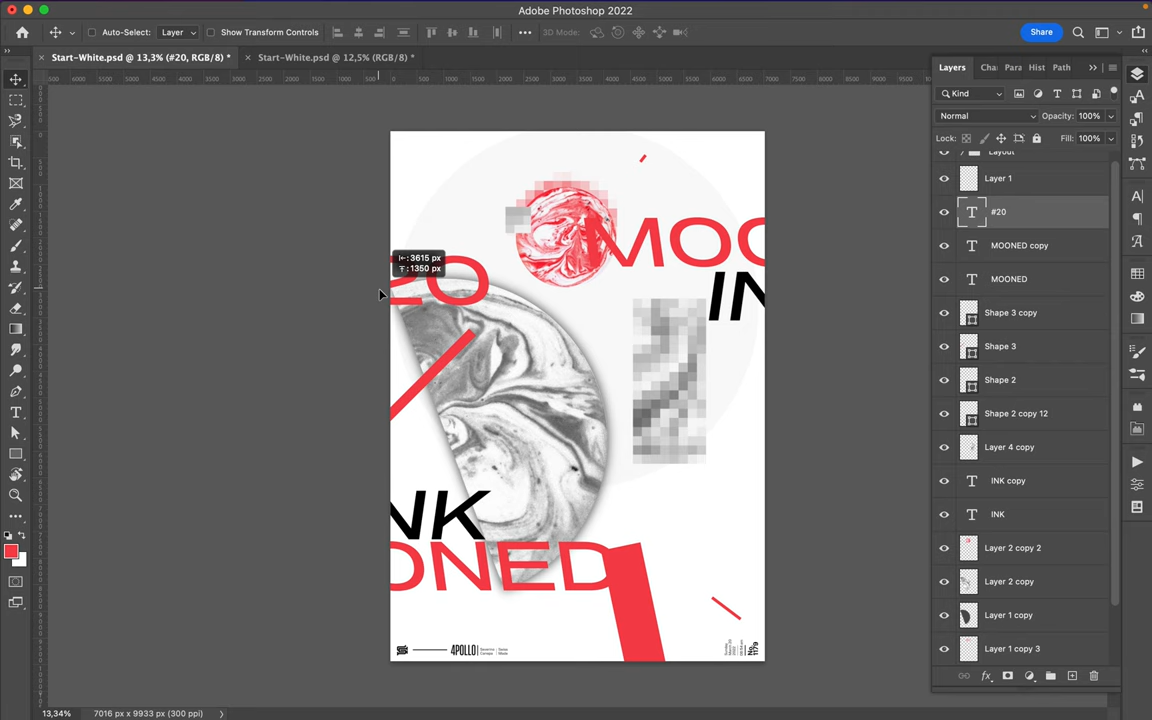 Adobe Photoshop 2022
Auto-Select: Layer Show Transform Controls 3D Mode: Share
Start-White.psd @ 13,3% (#20, RGB/8) * Start-White.psd @ 12,5% (RGB/8) *
Layers Cha Para Hist Path
Kind
Normal Opacity: 100%
Lock: Fill: 100%
Layout
Layer 1
#20
MOONED copy
MOONED
Shape 3 copy
Shape 3
Shape 2
Shape 2 copy 12
Layer 4 copy
INK copy
INK
Layer 2 copy 2
Layer 2 copy
Layer 1 copy
Layer 1 copy 3
MOO
IN
20
: 3615 px
: 1350 px
NK
ONED
4POLLO
No.
1179
13,34% 7016 px x 9933 px (300 ppi)